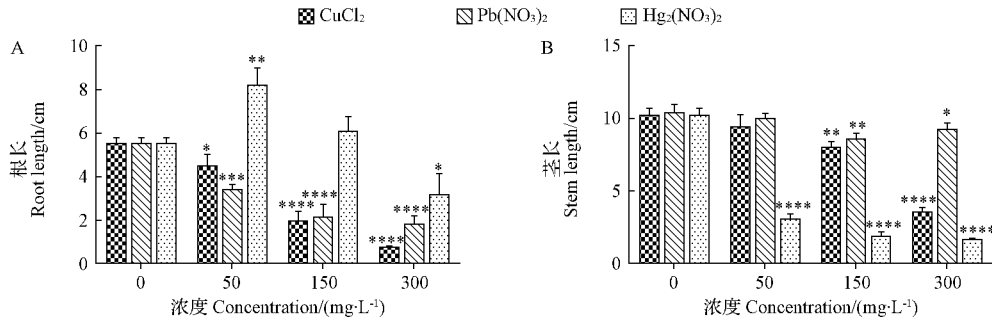 CuCl₂ Pb(NO₃)₂ Hg₂(NO₃)₂
A
10
8
6
4
2
0
根长
Root length/cm
**
*
***
****
****
****
****
*
0 50 150 300
浓度 Concentration/(mg·L⁻¹)
B
15
10
5
0
茎长
Stem length/cm
****
**
**
****
****
*
****
0 50 150 300
浓度 Concentration/(mg·L⁻¹)